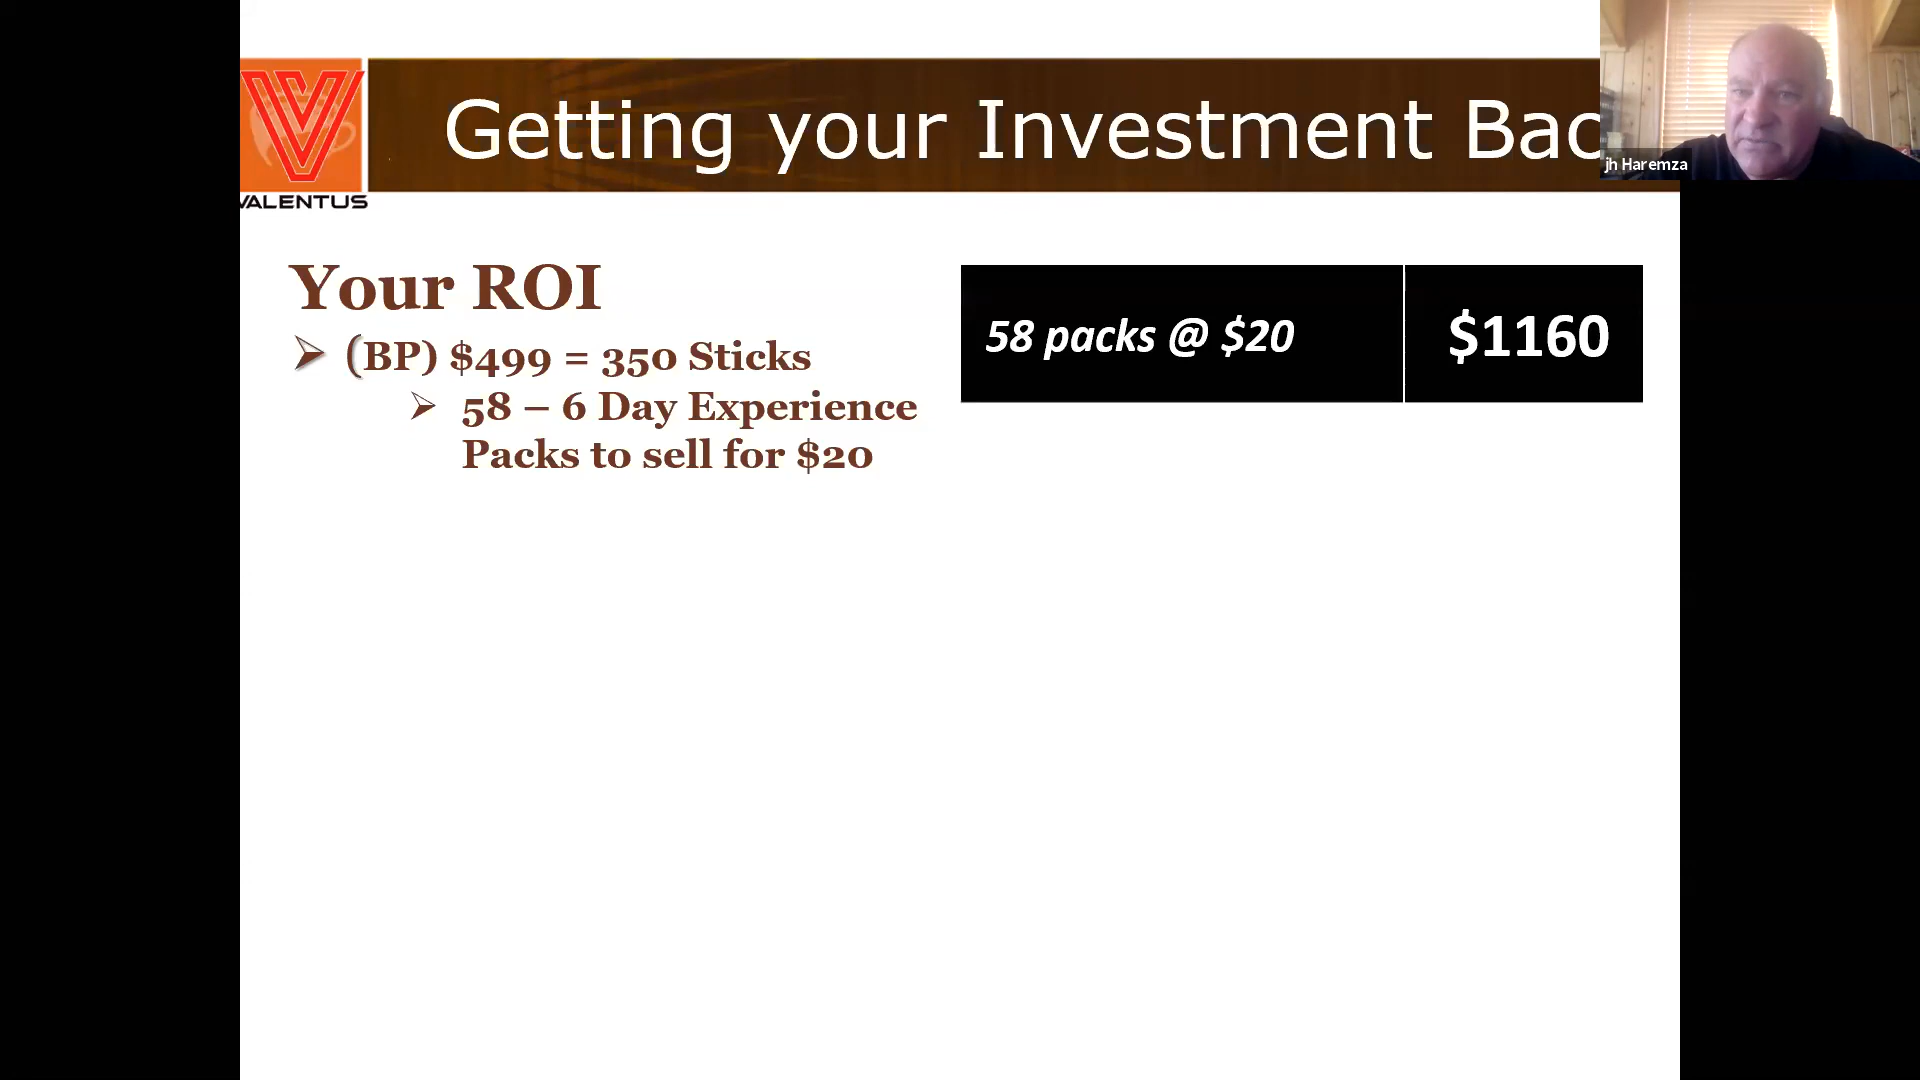 Getting your Investment Bac
jh Haremza
VALENTUS
Your ROI
(BP) $499 = 350 Sticks
58 – 6 Day Experience
Packs to sell for $20
58 packs @ $20
$1160